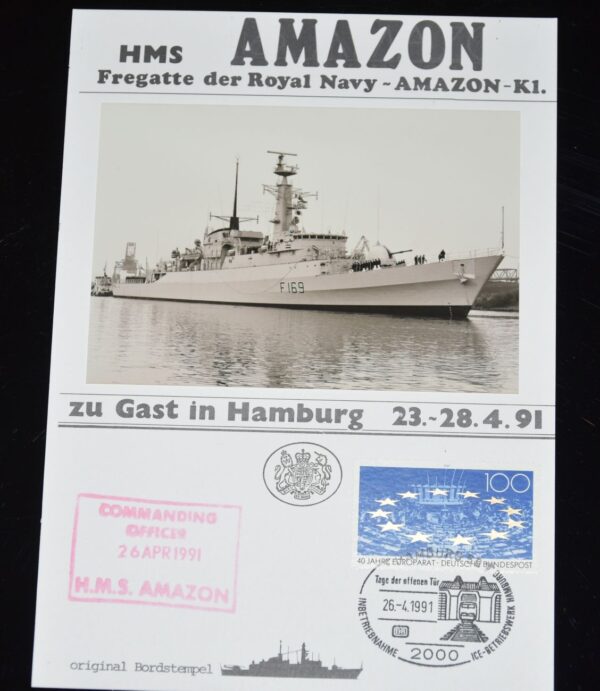 HMS AMAZON
Fregatte der Royal Navy - AMAZON-Kl.
F169
zu Gast in Hamburg 23.-28.4.91
COMMANDING
OFFICER
26 APR 1991
H.M.S. AMAZON
100
40 JAHRE EUROPARAT · DEUTSCHE BUNDESPOST
HAMBURG
Tage der offenen Tür
26.-4.1991
DB
INBETRIEBNAHME ICE-BETRIEBSWERK HAMBURG
2000
original Bordstempel